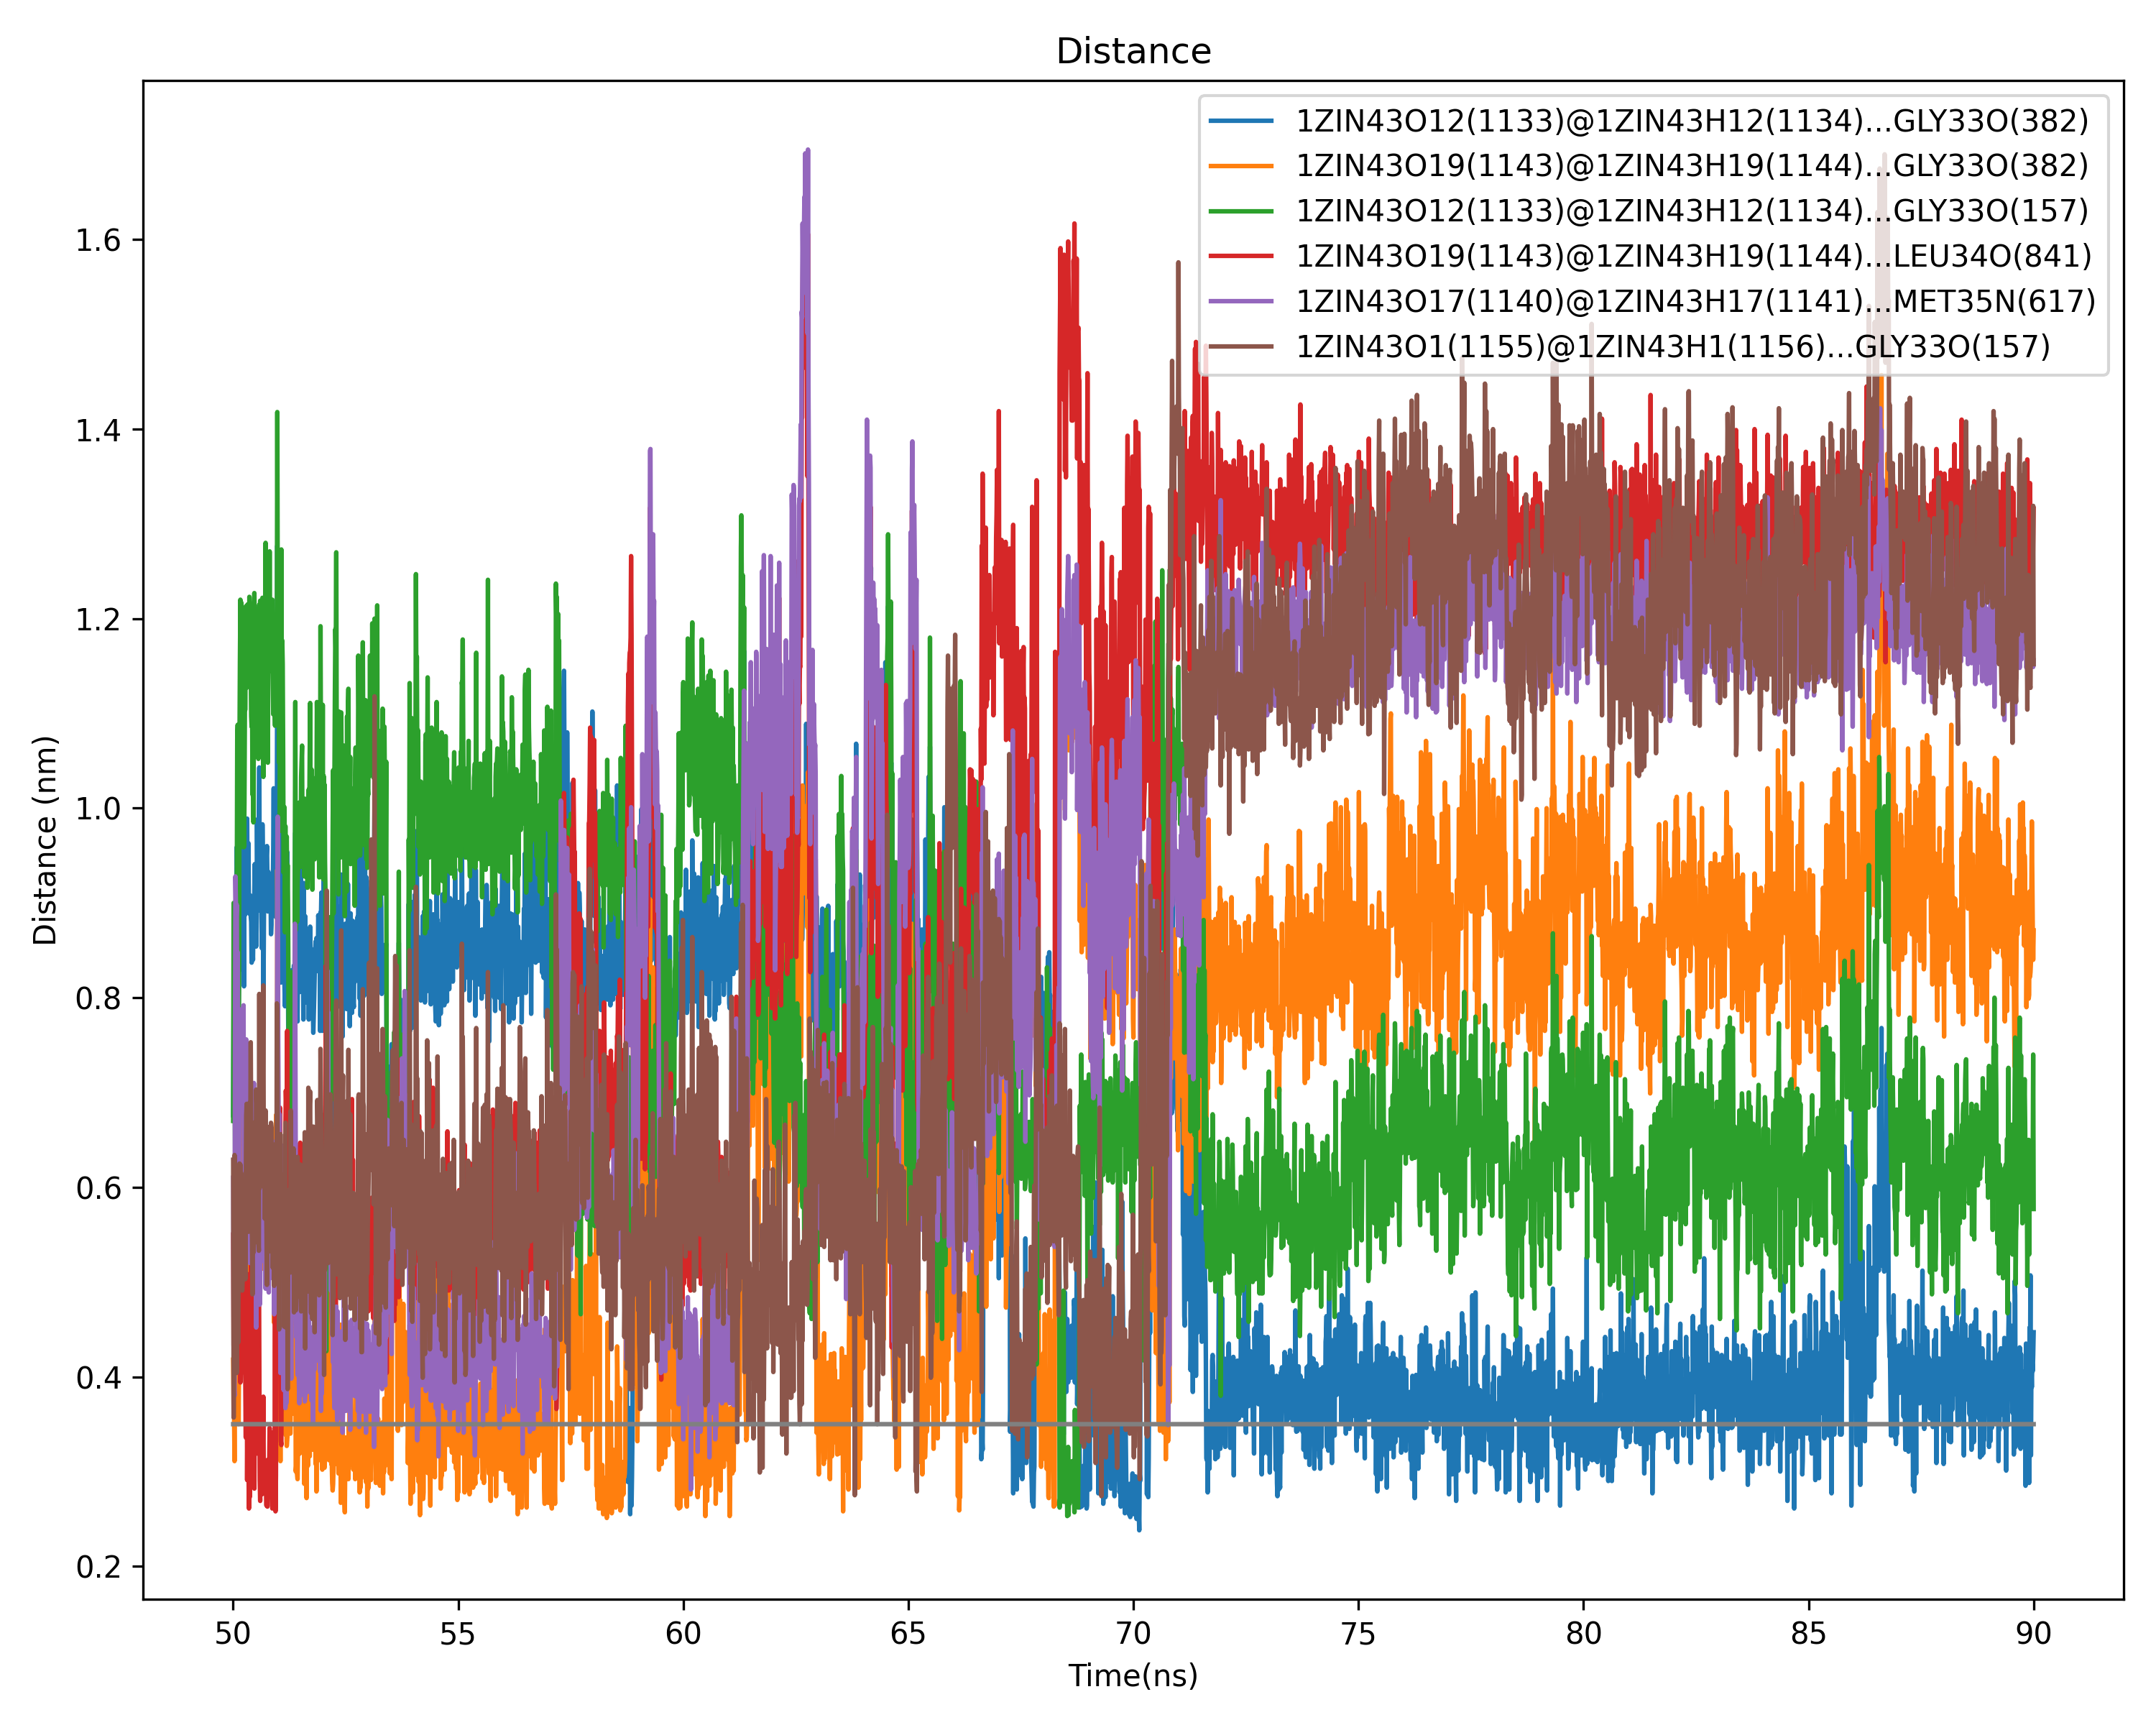 Distance
1ZIN43O12(1133)@1ZIN43H12(1134)...GLY33O(382)
1ZIN43O19(1143)@1ZIN43H19(1144)...GLY33O(382)
1ZIN43O12(1133)@1ZIN43H12(1134)...GLY33O(157)
1ZIN43O19(1143)@1ZIN43H19(1144)...LEU34O(841)
1ZIN43O17(1140)@1ZIN43H17(1141)...MET35N(617)
1ZIN43O1(1155)@1ZIN43H1(1156)...GLY33O(157)
1.6
1.4
1.2
1.0
0.8
0.6
0.4
0.2
Distance (nm)
50 55 60 65 70 75 80 85 90
Time(ns)